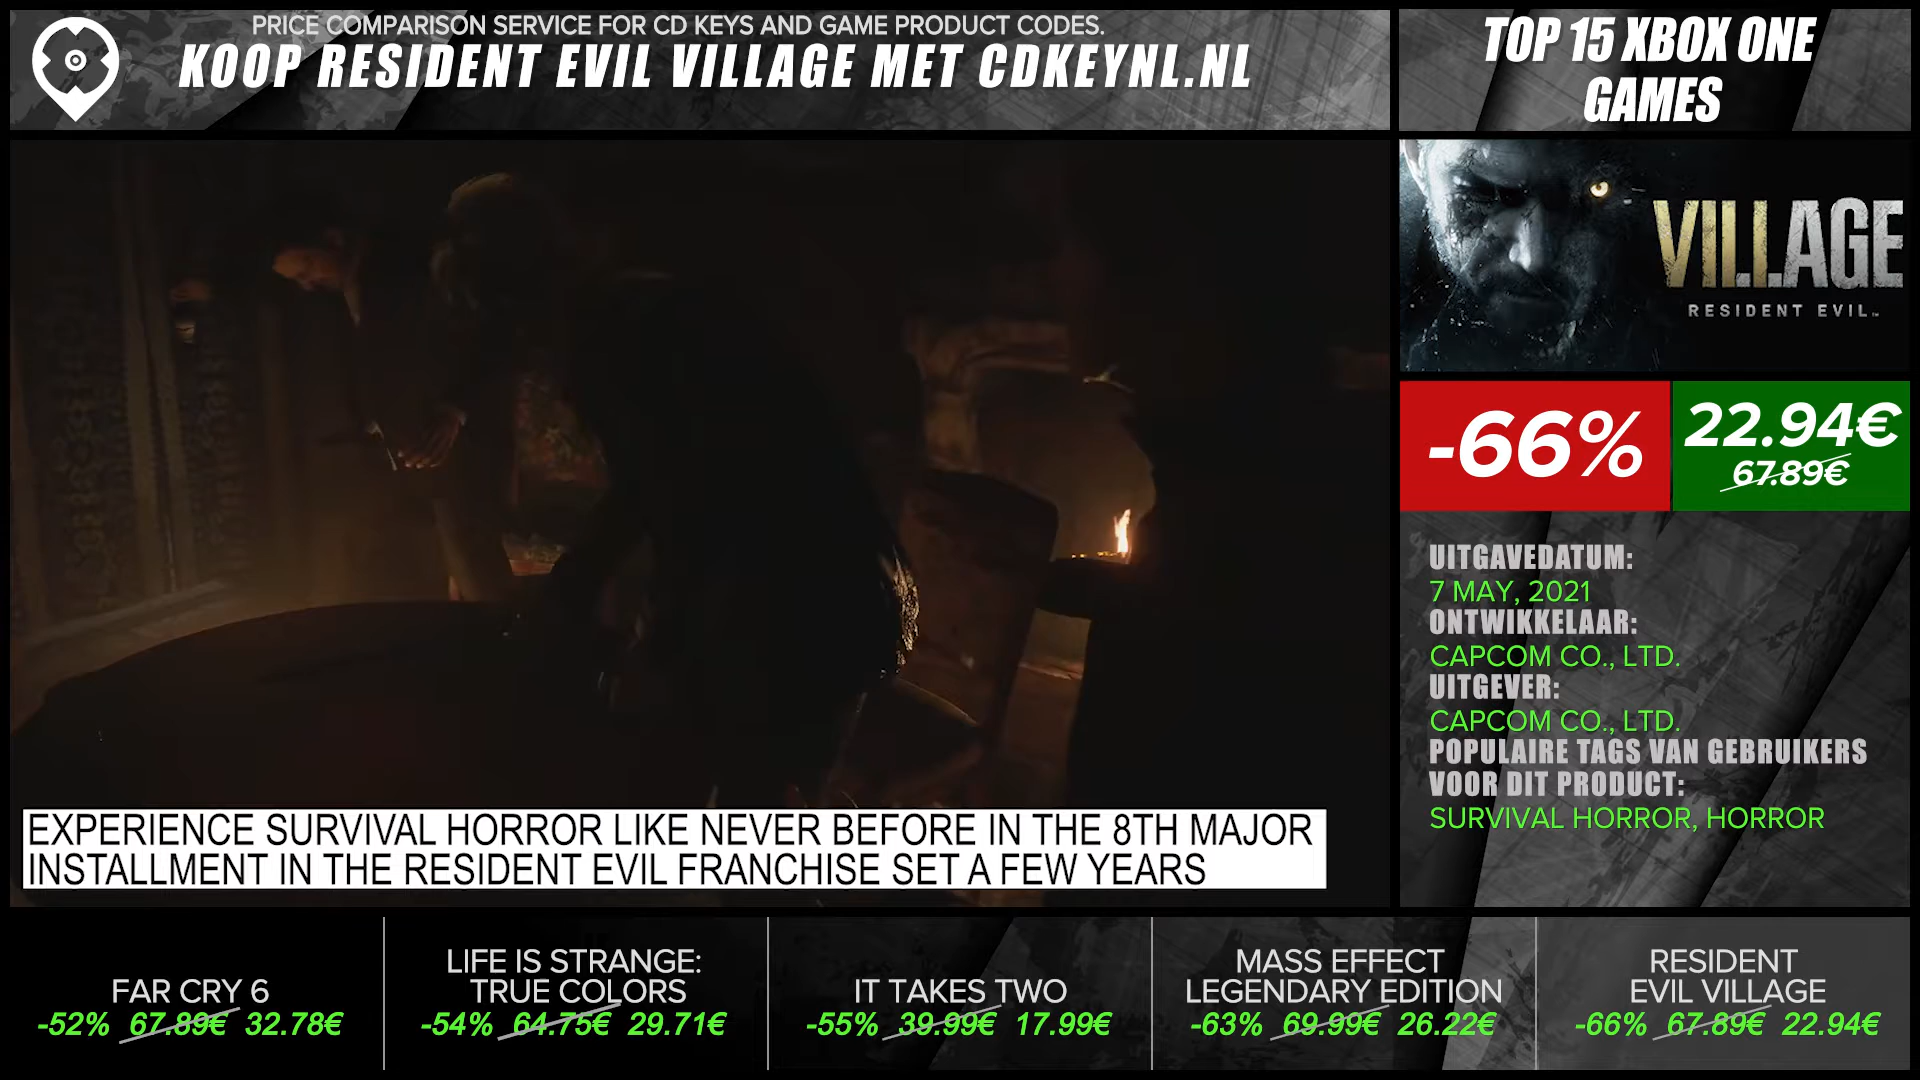 PRICE COMPARISON SERVICE FOR CD KEYS AND GAME PRODUCT CODES.
KOOP RESIDENT EVIL VILLAGE MET CDKEYNL.NL
TOP 15 XBOX ONE
GAMES
VILLAGE
RESIDENT EVIL™
-66%
22.94€
67.89€
UITGAVEDATUM:
7 MAY, 2021
ONTWIKKELAAR:
CAPCOM CO., LTD.
UITGEVER:
CAPCOM CO., LTD.
POPULAIRE TAGS VAN GEBRUIKERS
VOOR DIT PRODUCT:
SURVIVAL HORROR, HORROR
EXPERIENCE SURVIVAL HORROR LIKE NEVER BEFORE IN THE 8TH MAJOR
INSTALLMENT IN THE RESIDENT EVIL FRANCHISE SET A FEW YEARS
FAR CRY 6
-52% 67.89€ 32.78€
LIFE IS STRANGE:
TRUE COLORS
-54% 64.75€ 29.71€
IT TAKES TWO
-55% 39.99€ 17.99€
MASS EFFECT
LEGENDARY EDITION
-63% 69.99€ 26.22€
RESIDENT
EVIL VILLAGE
-66% 67.89€ 22.94€